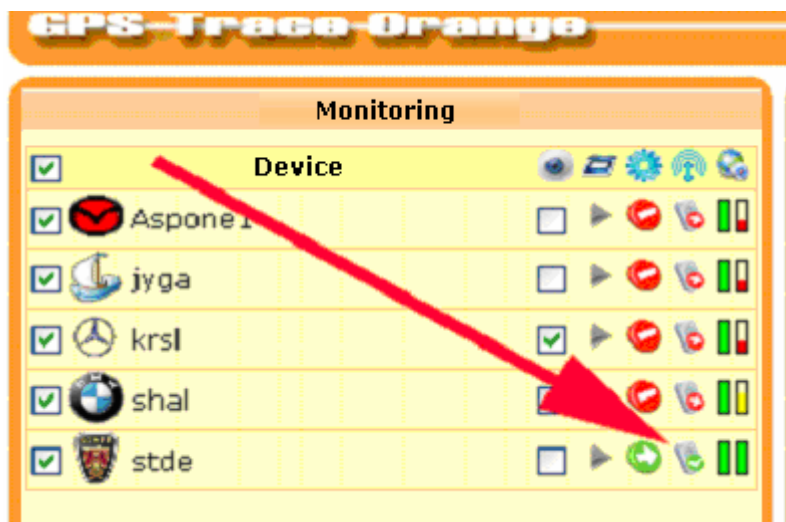 GPS-Trace-Orange
Monitoring
Device
Aspone1
jyga
krsl
shal
stde